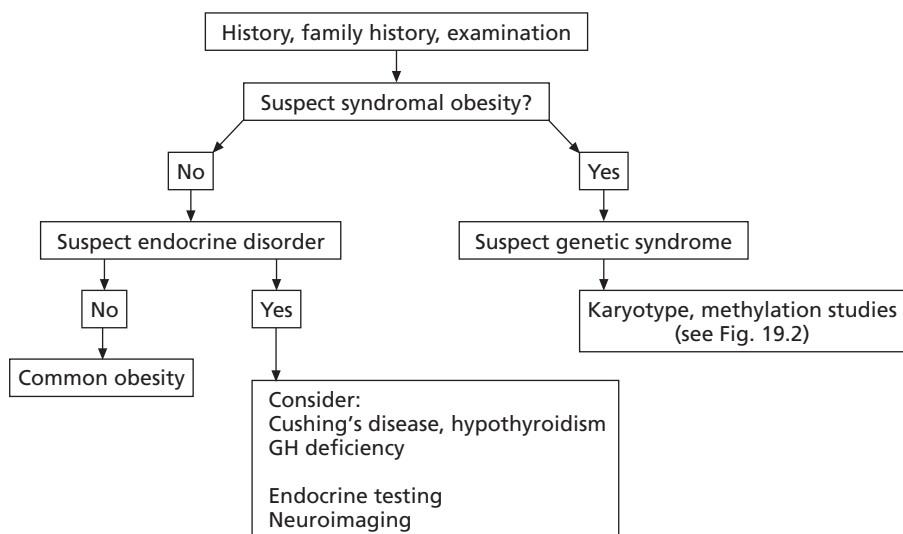 History, family history, examination
Suspect syndromal obesity?
No
Yes
Suspect endocrine disorder
Suspect genetic syndrome
No
Yes
Karyotype, methylation studies
(see Fig. 19.2)
Common obesity
Consider:
Cushing's disease, hypothyroidism
GH deficiency
Endocrine testing
Neuroimaging